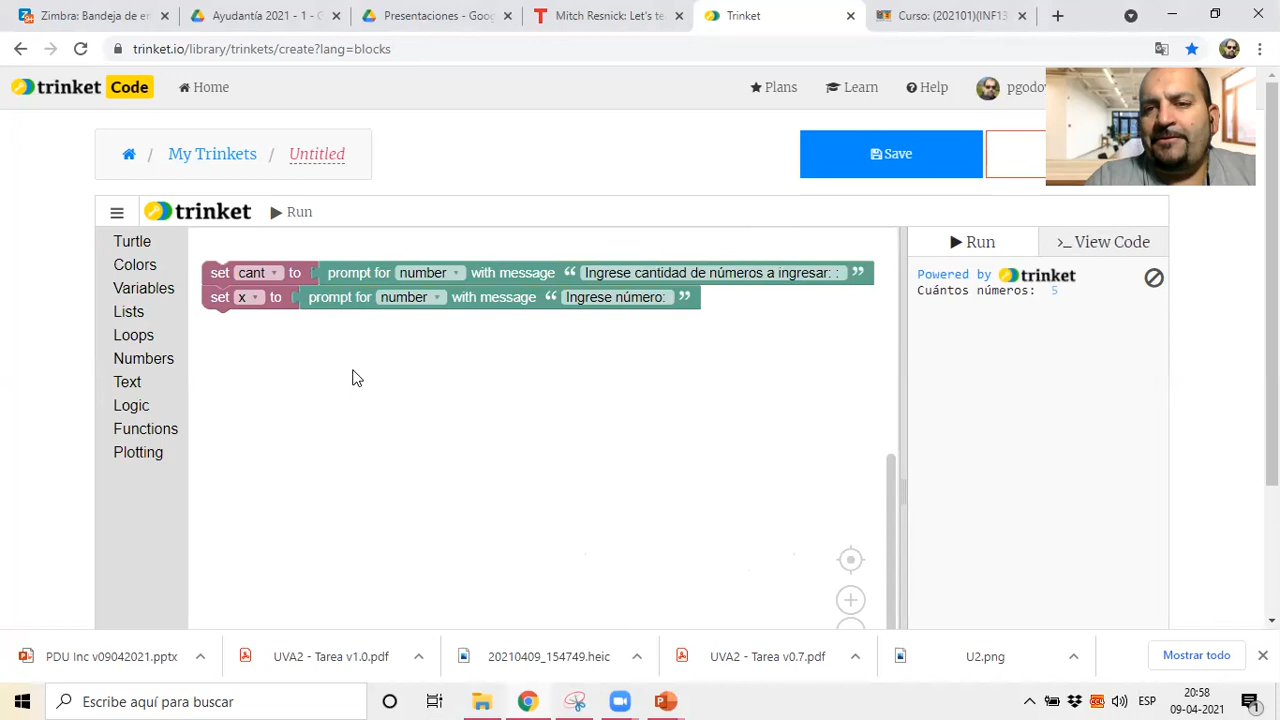 Zimbra: Bandeja de e
Ayudantía 2021 - 1 - G
Presentaciones - Goog
Mitch Resnick: Let's te
Trinket
Curso: (202101)(INF13
trinket.io/library/trinkets/create?lang=blocks
trinket Code Home Plans Learn Help pgodo
/ My Trinkets / Untitled
Save
trinket Run
Run >_ View Code
Turtle
Colors
Variables
Lists
Loops
Numbers
Text
Logic
Functions
Plotting
set cant to prompt for number with message “ Ingrese cantidad de números a ingresar: : ”
set x to prompt for number with message “ Ingrese número: ”
Powered by trinket
Cuántos números: 5
PDU Inc v09042021.pptx
UVA2 - Tarea v1.0.pdf
20210409_154749.heic
UVA2 - Tarea v0.7.pdf
U2.png
Mostrar todo
Escribe aquí para buscar
ESP
20:58
09-04-2021
1